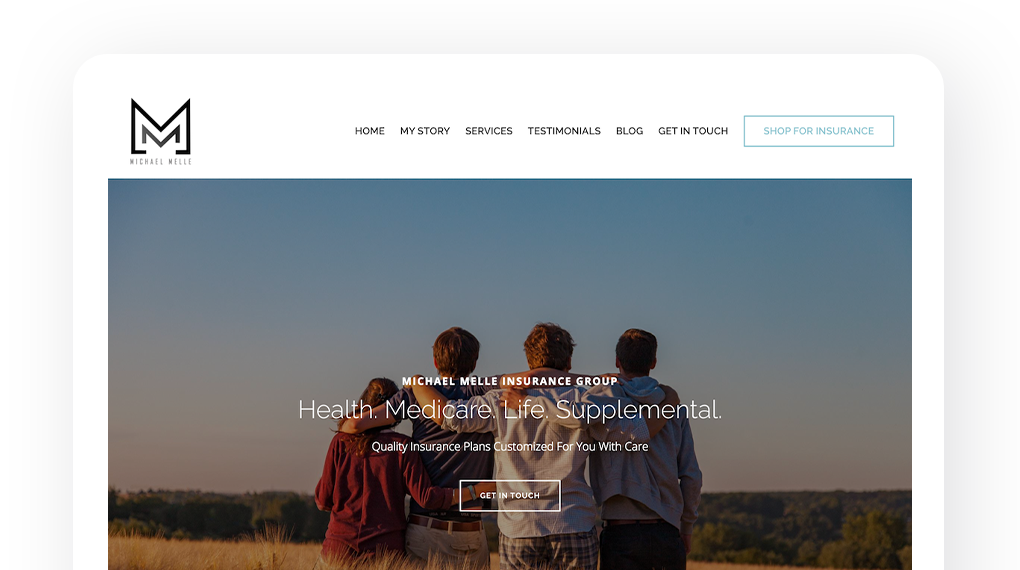 MICHAEL MELLE
HOME MY STORY SERVICES TESTIMONIALS BLOG GET IN TOUCH SHOP FOR INSURANCE
MICHAEL MELLE INSURANCE GROUP
Health. Medicare. Life. Supplemental.
Quality Insurance Plans Customized For You With Care
GET IN TOUCH